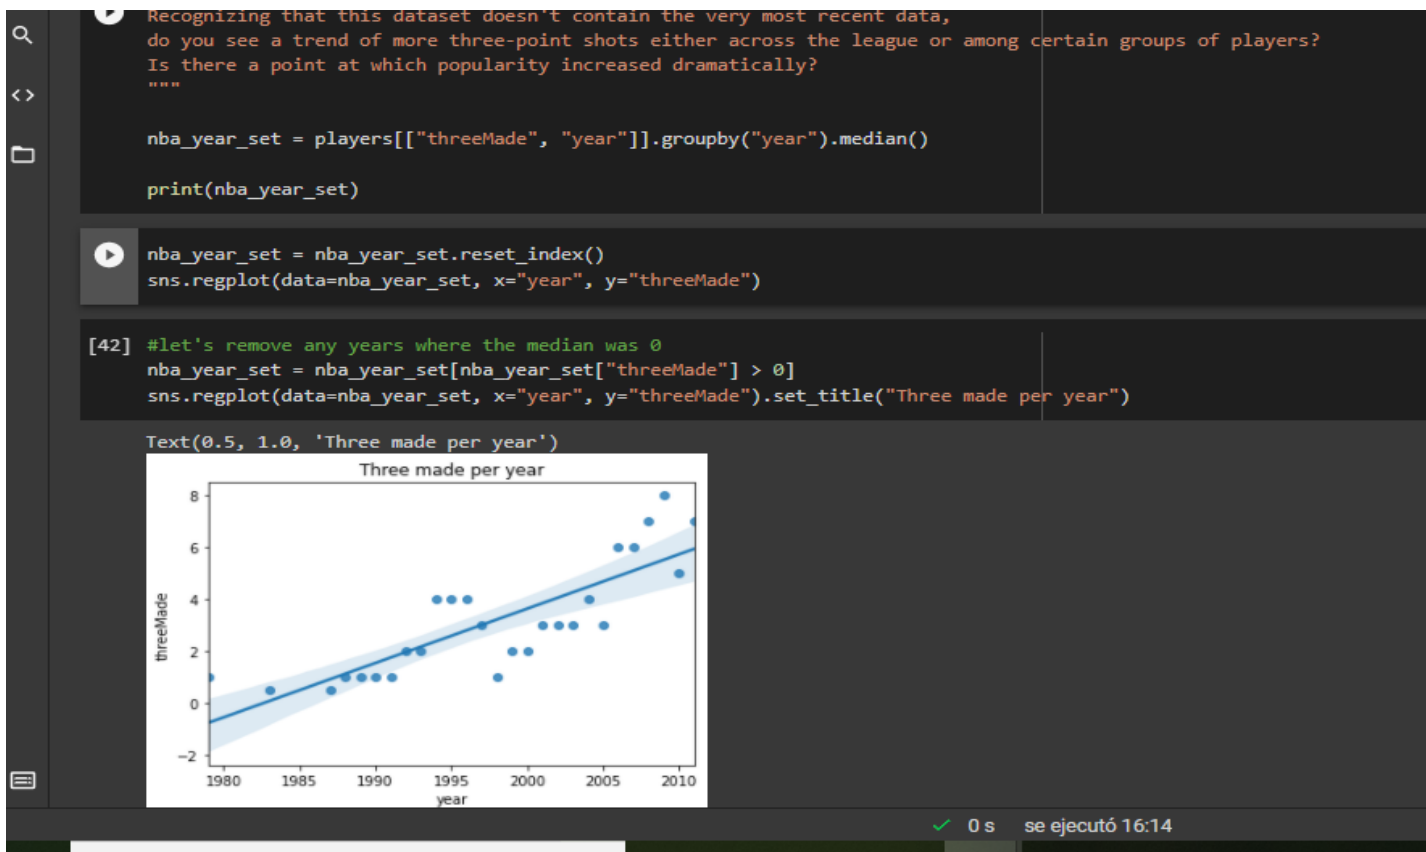 Recognizing that this dataset doesn't contain the very most recent data,
do you see a trend of more three-point shots either across the league or among certain groups of players?
Is there a point at which popularity increased dramatically?
"""
nba_year_set = players[["threeMade", "year"]].groupby("year").median()
print(nba_year_set)
nba_year_set = nba_year_set.reset_index()
sns.regplot(data=nba_year_set, x="year", y="threeMade")
[42] #let's remove any years where the median was 0
nba_year_set = nba_year_set[nba_year_set["threeMade"] > 0]
sns.regplot(data=nba_year_set, x="year", y="threeMade").set_title("Three made per year")
Text(0.5, 1.0, 'Three made per year')
Three made per year
8
6
4
2
0
−2
threeMade
1980 1985 1990 1995 2000 2005 2010
year
0 s se ejecutó 16:14